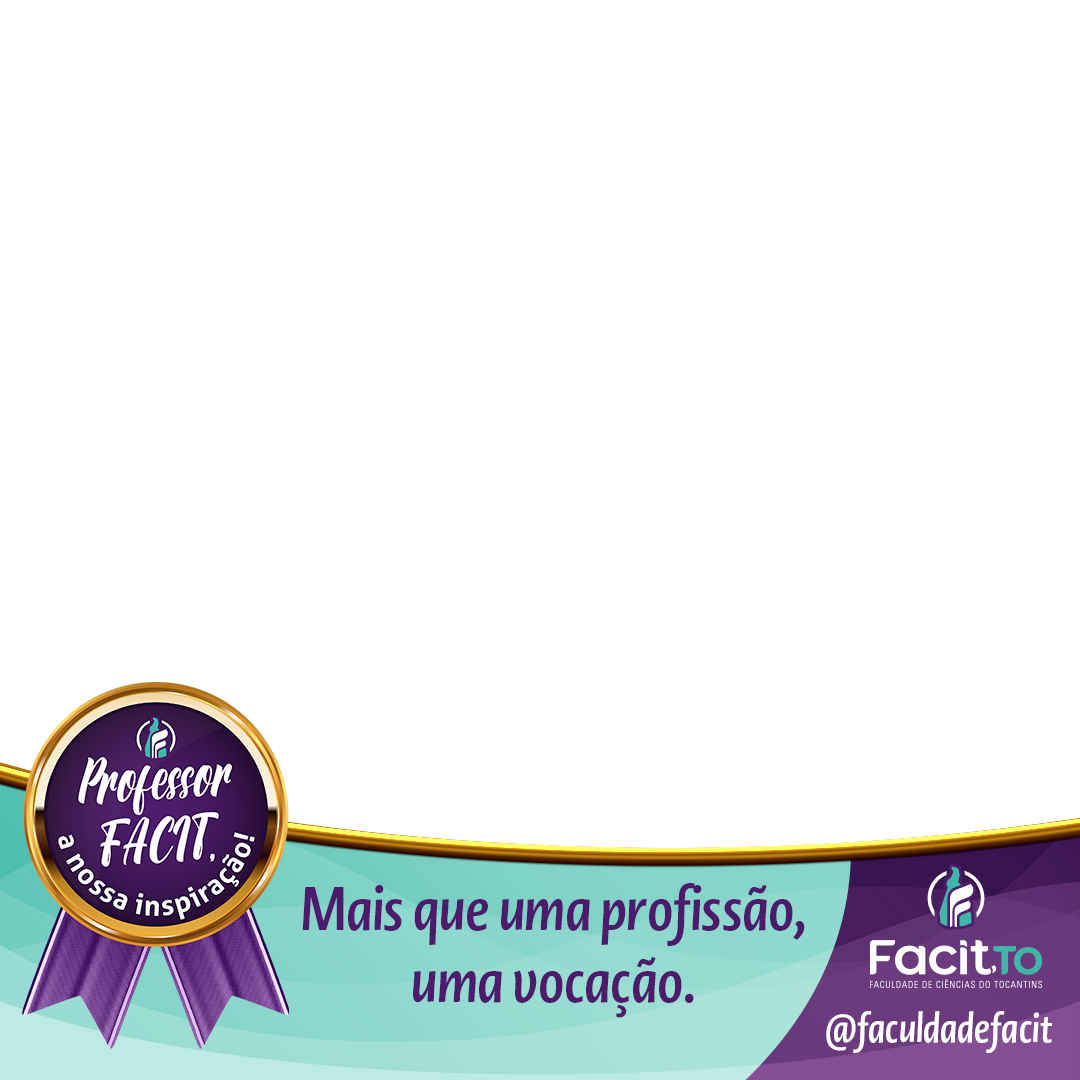 Professor
FACIT,
a nossa inspiração!
Mais que uma profissão,
uma vocação.
Facit.TO
FACULDADE DE CIÊNCIAS DO TOCANTINS
@faculdadefacit